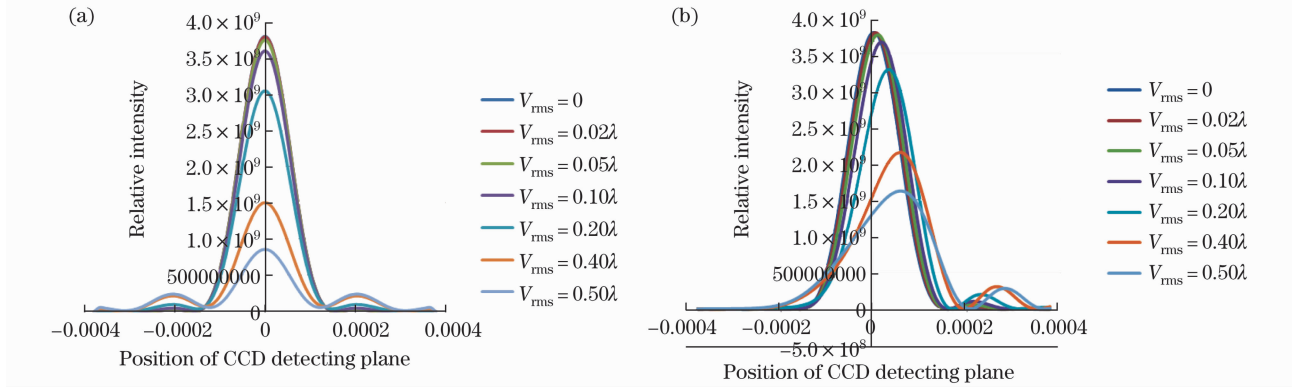 (a)
Relative intensity
4.0 × 10⁹
3.5 × 10⁹
3.0 × 10⁹
2.5 × 10⁹
2.0 × 10⁹
1.5 × 10⁹
1.0 × 10⁹
500000000
0
−0.0004 −0.0002 0 0.0002 0.0004
Position of CCD detecting plane
V_rms = 0
V_rms = 0.02λ
V_rms = 0.05λ
V_rms = 0.10λ
V_rms = 0.20λ
V_rms = 0.40λ
V_rms = 0.50λ
(b)
Relative intensity
4.0 × 10⁹
3.5 × 10⁹
3.0 × 10⁹
2.5 × 10⁹
2.0 × 10⁹
1.5 × 10⁹
1.0 × 10⁹
500000000
0
−0.0004 −0.0002 0 0.0002 0.0004
−5.0 × 10⁸
Position of CCD detecting plane
V_rms = 0
V_rms = 0.02λ
V_rms = 0.05λ
V_rms = 0.10λ
V_rms = 0.20λ
V_rms = 0.40λ
V_rms = 0.50λ